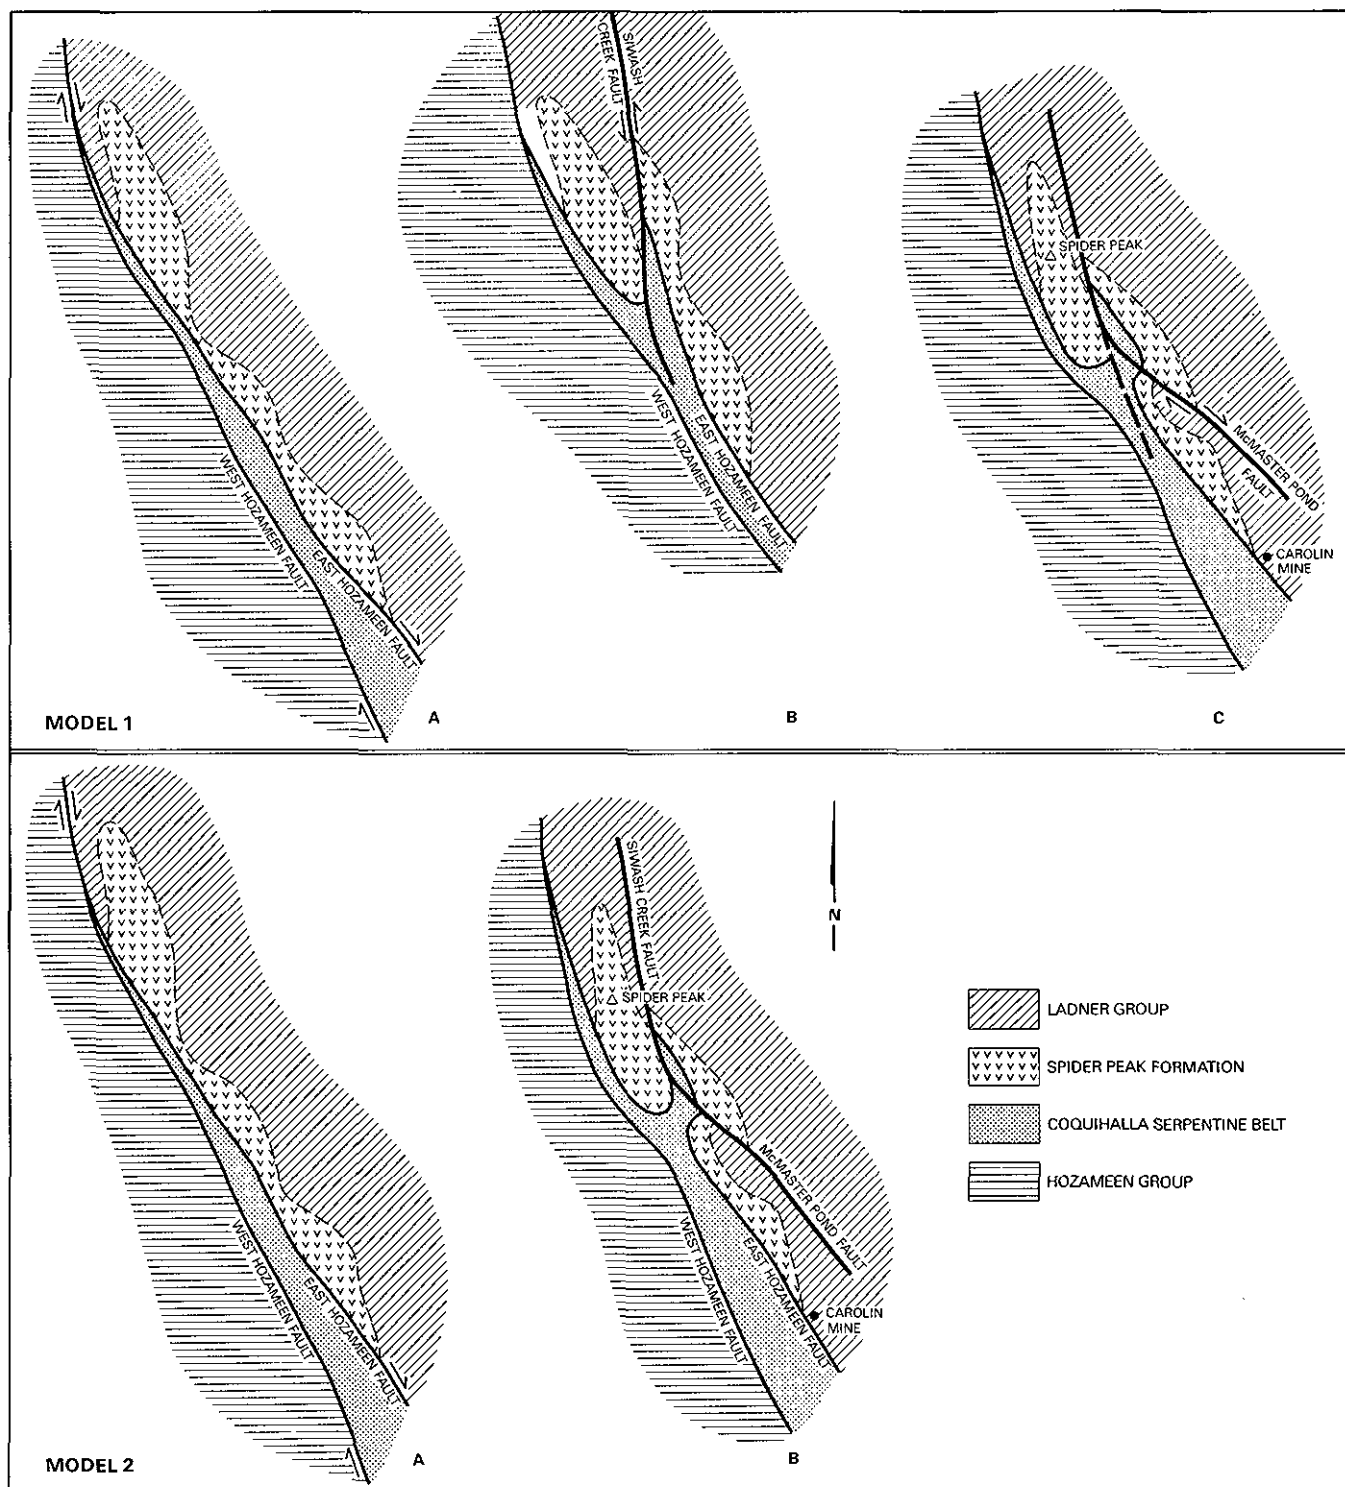 SIWASH
CREEK FAULT
WEST HOZAMEEN FAULT
EAST HOZAMEEN FAULT
WEST HOZAMEEN FAULT
EAST HOZAMEEN FAULT
SPIDER PEAK
McMASTER POND
FAULT
CAROLIN
MINE
MODEL 1
A
B
C
WEST HOZAMEEN FAULT
EAST HOZAMEEN FAULT
SIWASH CREEK FAULT
SPIDER PEAK
McMASTER POND FAULT
WEST HOZAMEEN FAULT
EAST HOZAMEEN FAULT
CAROLIN
MINE
N
LADNER GROUP
SPIDER PEAK FORMATION
COQUIHALLA SERPENTINE BELT
HOZAMEEN GROUP
MODEL 2
A
B